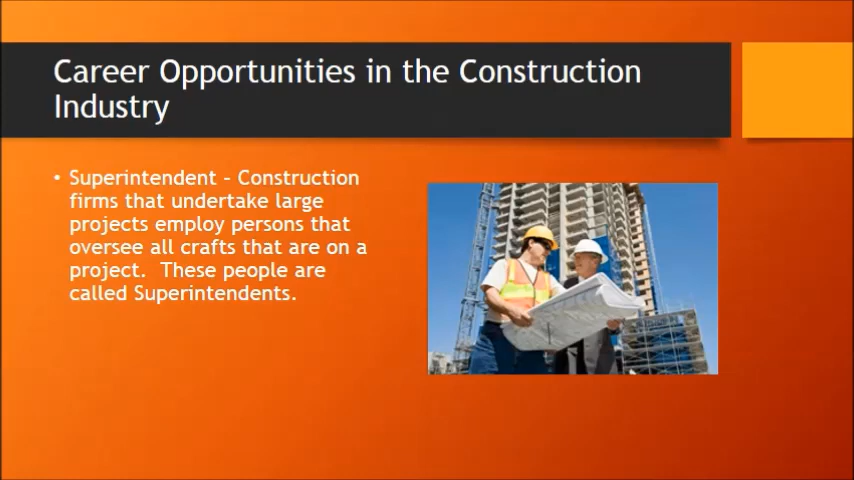 Career Opportunities in the Construction
Industry
• Superintendent – Construction
firms that undertake large
projects employ persons that
oversee all crafts that are on a
project.  These people are
called Superintendents.